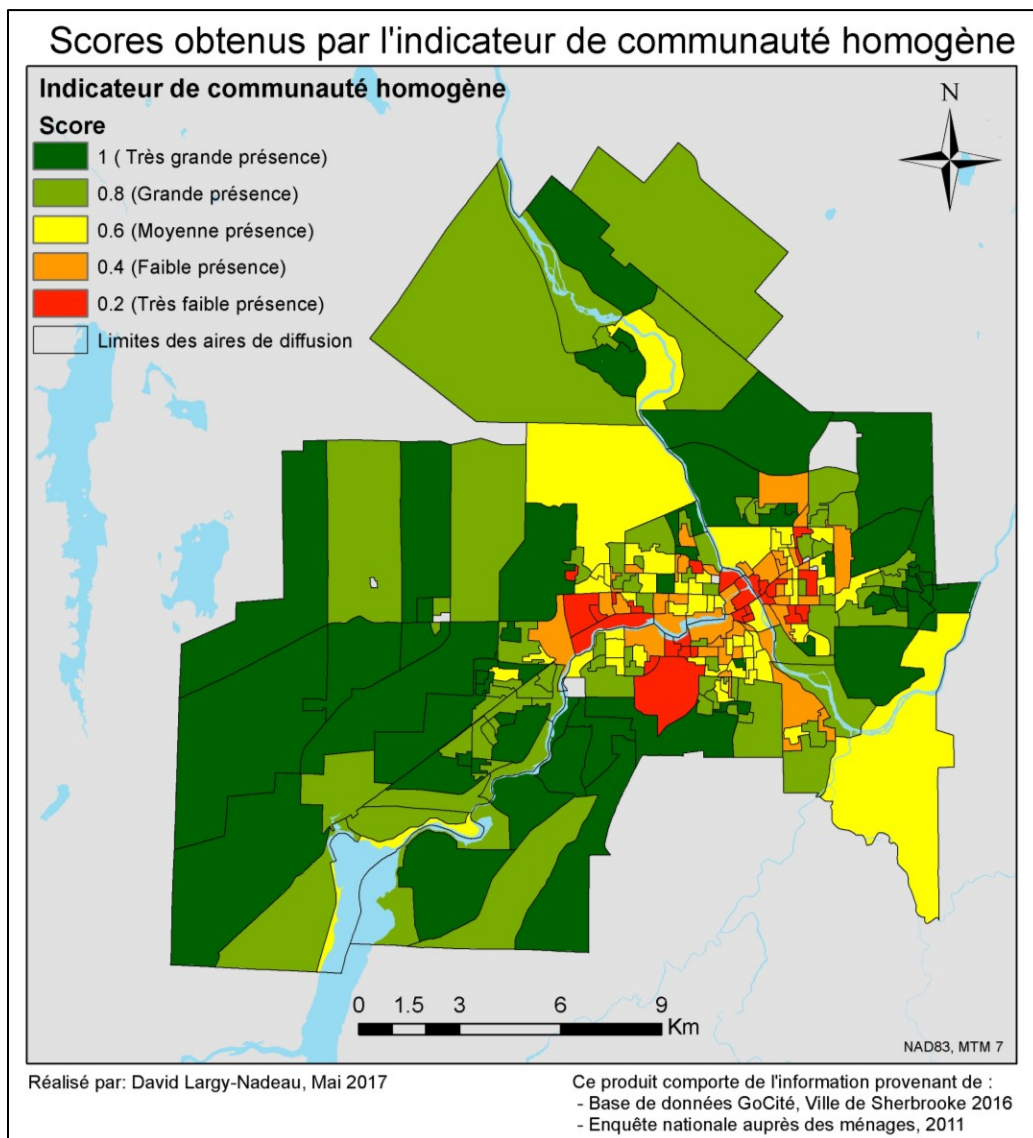 Scores obtenus par l'indicateur de communauté homogène
Indicateur de communauté homogène
Score
1 ( Très grande présence)
0.8 (Grande présence)
0.6 (Moyenne présence)
0.4 (Faible présence)
0.2 (Très faible présence)
Limites des aires de diffusion
N
0 1.5 3 6 9
Km
NAD83, MTM 7
Réalisé par: David Largy-Nadeau, Mai 2017
Ce produit comporte de l'information provenant de :
- Base de données GoCité, Ville de Sherbrooke 2016
- Enquête nationale auprès des ménages, 2011